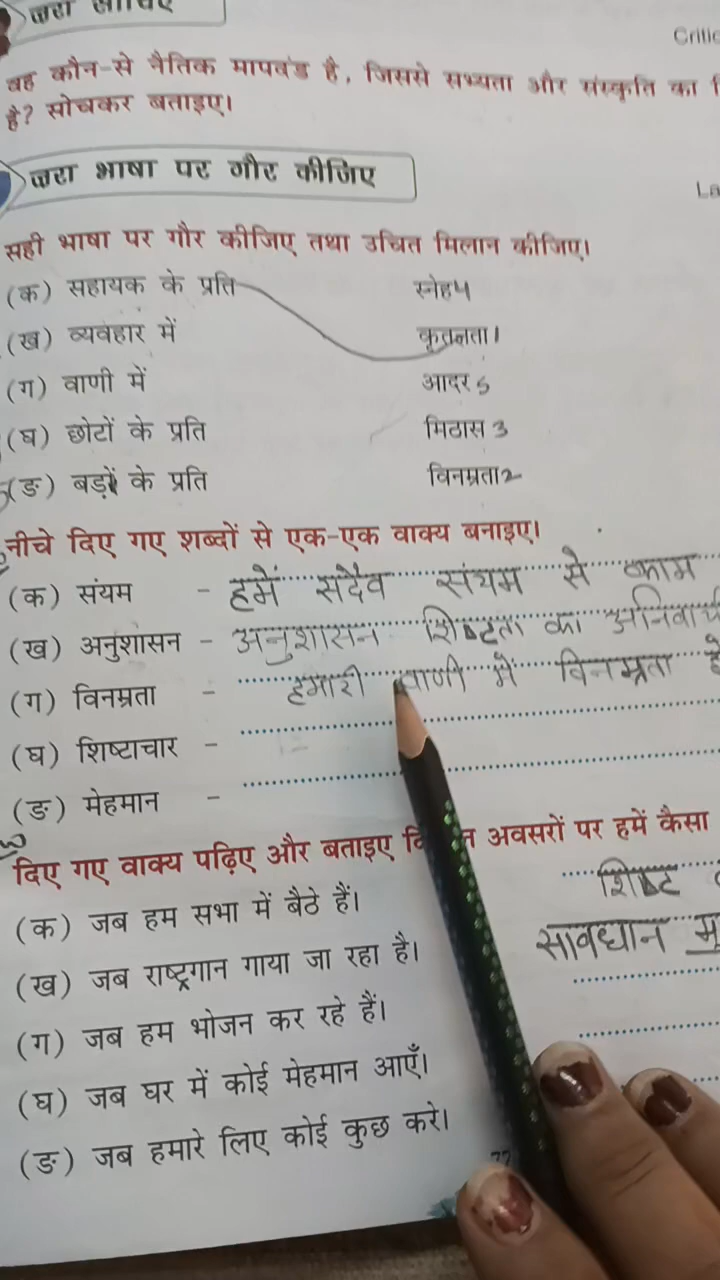 ज़रा सोचिए
Critic
वह कौन-से नैतिक मापदंड है, जिससे सभ्यता और संस्कृति का
है? सोचकर बताइए।
ज़रा भाषा पर गौर कीजिए
La
सही भाषा पर गौर कीजिए तथा उचित मिलान कीजिए।
(क) सहायक के प्रति स्नेह 4
(ख) व्यवहार में कृतज्ञता 1
(ग) वाणी में आदर 5
(घ) छोटों के प्रति मिठास 3
(ङ) बड़ों के प्रति विनम्रता 2
नीचे दिए गए शब्दों से एक-एक वाक्य बनाइए।
(क) संयम - हमें सदैव संयम से काम
(ख) अनुशासन - अनुशासन शिष्टता का अनिवार्य
(ग) विनम्रता - हमारी वाणी में विनम्रता
(घ) शिष्टाचार -
(ङ) मेहमान -
दिए गए वाक्य पढ़िए और बताइए अवसरों पर हमें कैसा
(क) जब हम सभा में बैठे हैं। शिष्ट
(ख) जब राष्ट्रगान गाया जा रहा है। सावधान मु
(ग) जब हम भोजन कर रहे हैं।
(घ) जब घर में कोई मेहमान आएँ।
(ङ) जब हमारे लिए कोई कुछ करे।
77